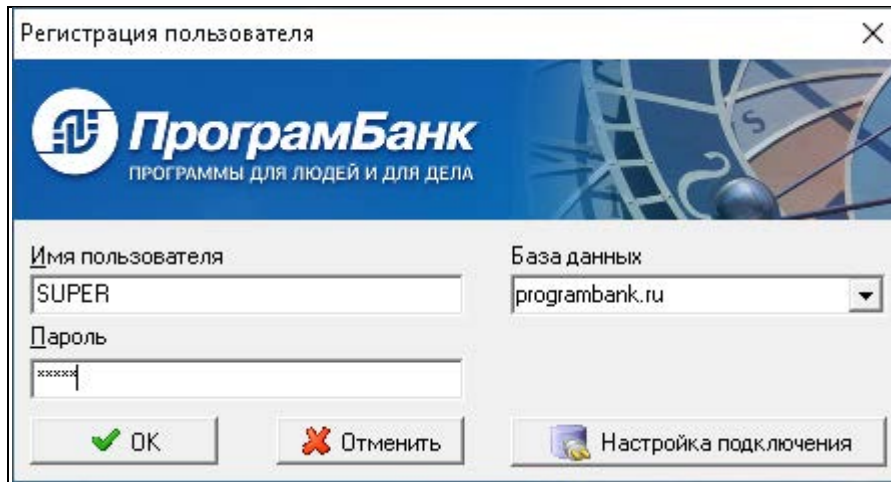 Регистрация пользователя
ПрограмБанк
ПРОГРАММЫ ДЛЯ ЛЮДЕЙ И ДЛЯ ДЕЛА
S
Имя пользователя
База данных
SUPER
programbank.ru
Пароль
*****
OK
Отменить
Настройка подключения